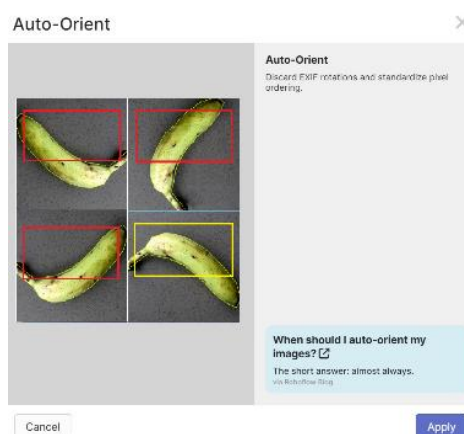 Auto-Orient
Auto-Orient
Discard EXIF rotations and standardize pixel
ordering.
When should I auto-orient my
images?
The short answer: almost always.
via Roboflow Blog
Cancel
Apply